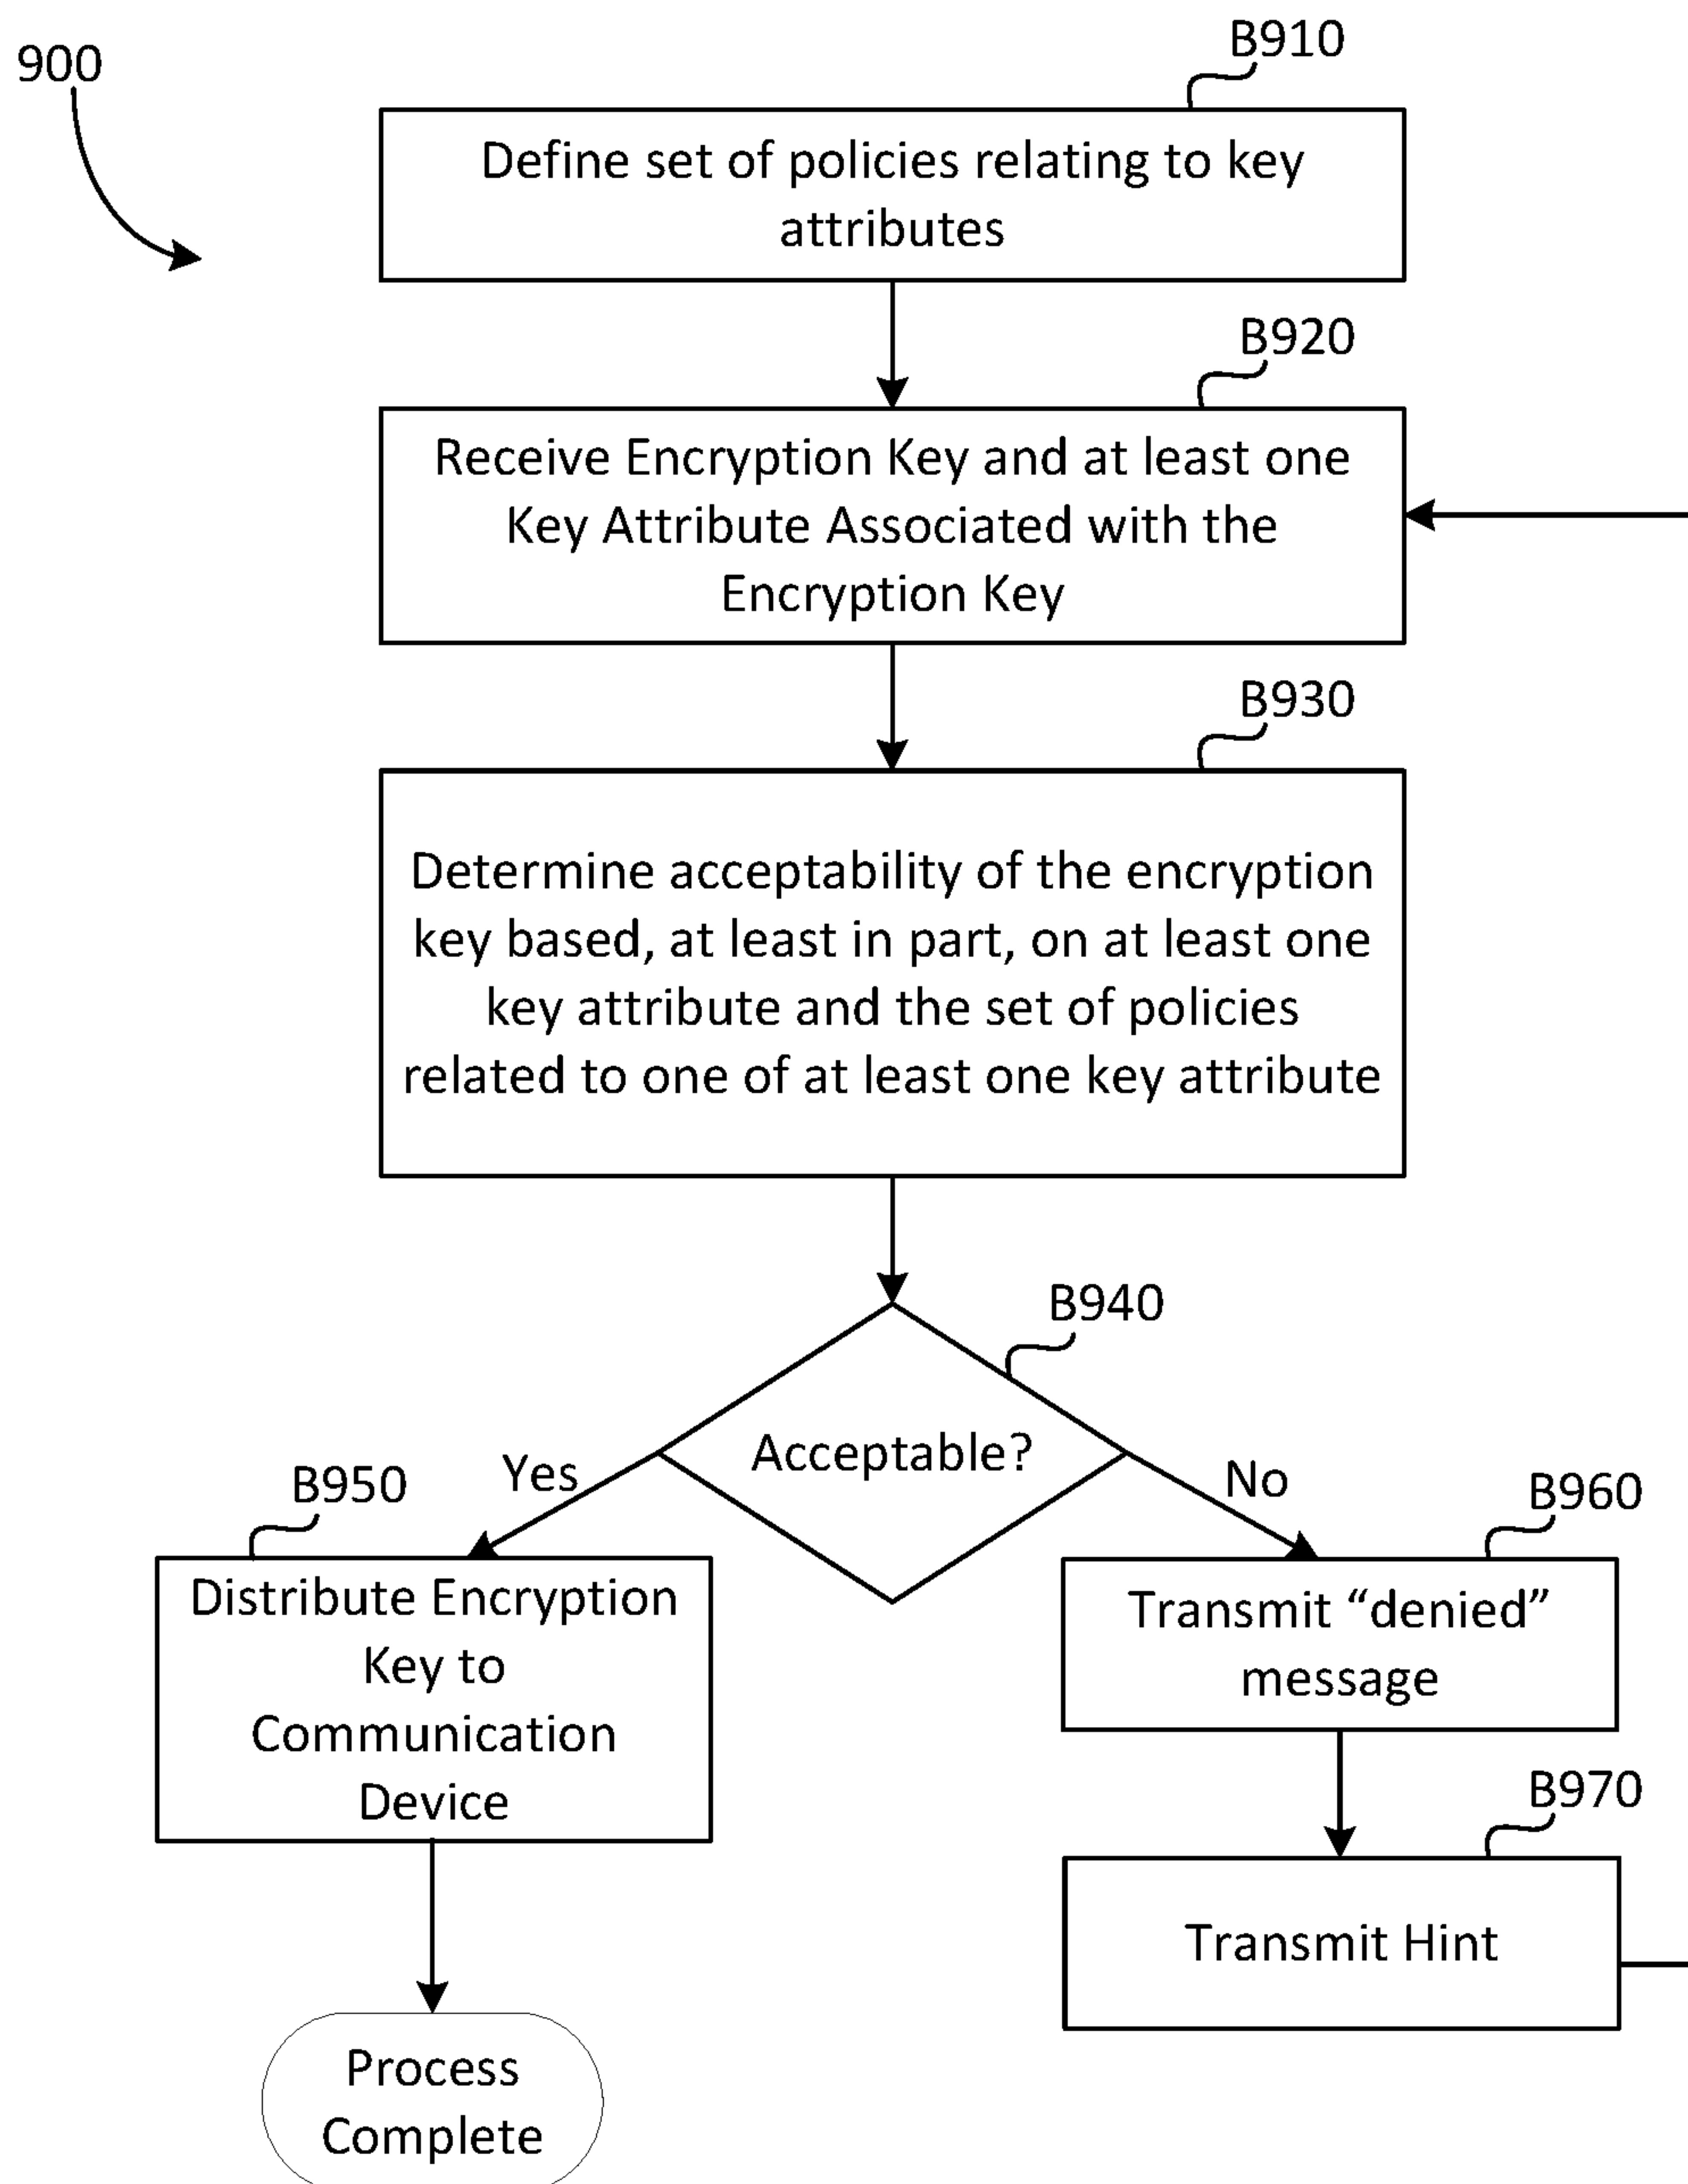 900
B910
Define set of policies relating to key
attributes
B920
Receive Encryption Key and at least one
Key Attribute Associated with the
Encryption Key
B930
Determine acceptability of the encryption
key based, at least in part, on at least one
key attribute and the set of policies
related to one of at least one key attribute
B940
Acceptable?
Yes
No
B950
Distribute Encryption
Key to
Communication
Device
B960
Transmit “denied”
message
B970
Transmit Hint
Process
Complete